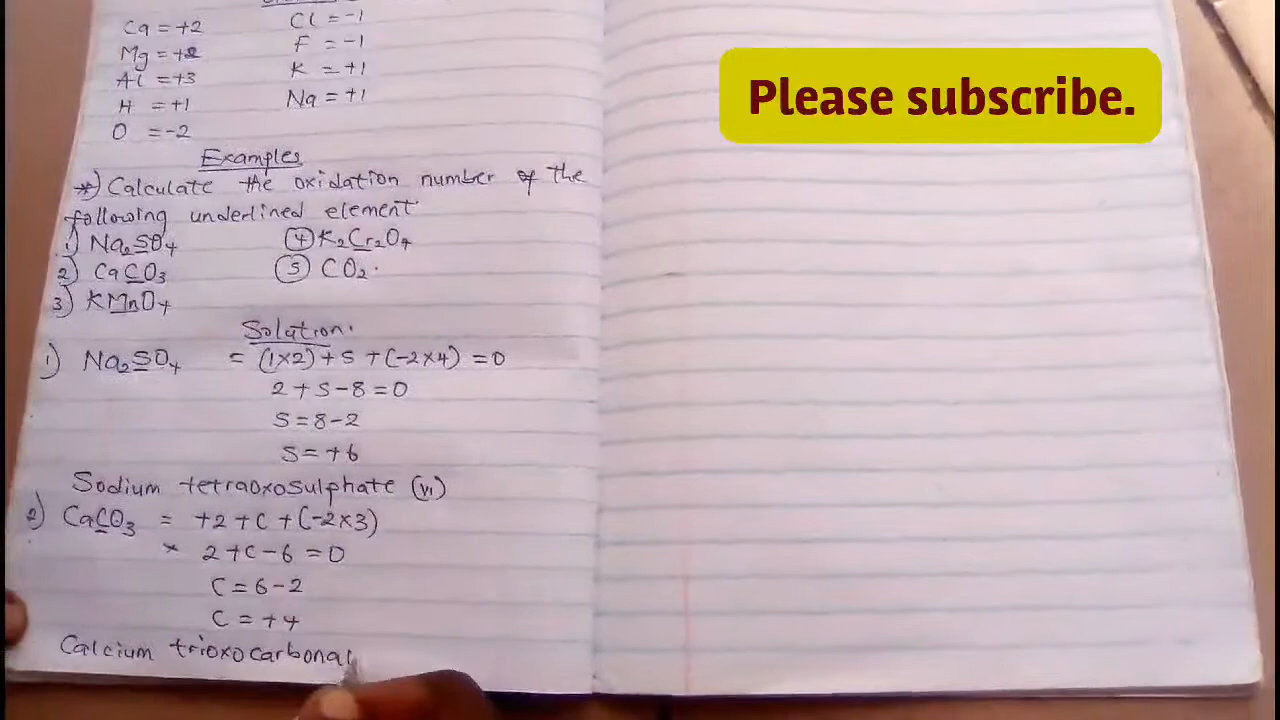 Ca = +2
Mg = +2
Al = +3
H = +1
O = -2
Cl = -1
F = -1
K = +1
Na = +1
Examples
*) Calculate the oxidation number of the
following underlined element
1) Na₂SO₄
2) CaCO₃
3) KMnO₄
④ K₂Cr₂O₇
⑤ CO₂.
Solution.
1) Na₂SO₄ = (1×2) + S + (-2×4) = 0
2 + S - 8 = 0
S = 8 - 2
S = +6
Sodium tetraoxosulphate (vi)
2) CaCO₃ = +2 + C + (-2×3)
* 2 + C - 6 = 0
C = 6 - 2
C = +4
Calcium trioxocarbona
Please subscribe.